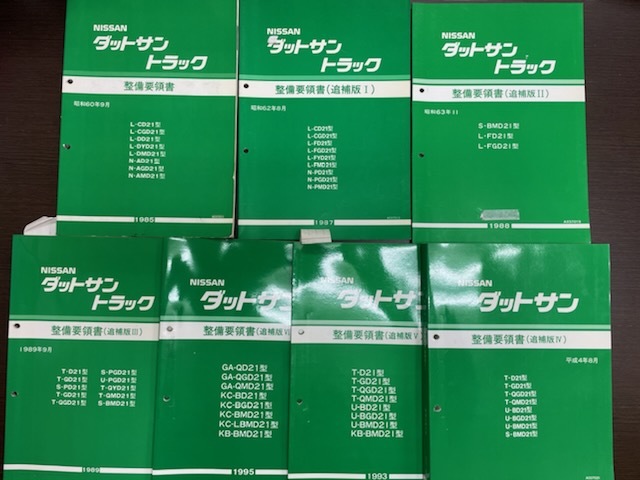 NISSAN
ダットサン
トラック
整備要領書
昭和60年9月
L-CD21型
L-CGD21型
L-DD21型
L-DYD21型
L-DMD21型
N-AD21型
N-AGD21型
N-AMD21型
1985
NISSAN
ダットサン
トラック
整備要領書(追補版I)
昭和62年8月
L-CD21型
L-CGD21型
L-FD21型
L-FGD21型
L-FYD21型
L-FMD21型
N-PD21型
N-PGD21型
N-PMD21型
1987
NISSAN
ダットサン
トラック
整備要領書(追補版II)
昭和63年11
S-BMD21型
L-FD21型
L-FGD21型
1988
NISSAN
ダットサン
トラック
整備要領書(追補版III)
1989年9月
T-D21型 S-PGD21型
T-GD21型 U-PGD21型
S-PD21型 T-QYD21型
T-GD21型 T-QMD21型
T-QGD21型 S-BMD21型
1989
NISSAN
ダットサン
整備要領書(追補版VI
GA-QD21型
GA-QGD21型
GA-QMD21型
KC-BD21型
KC-BGD21型
KC-BMD21型
KC-LBMD21型
KB-BMD21型
1995
NISSAN
ダットサン
整備要領書(追補版V
T-D21型
T-GD21型
T-QGD21型
T-QMD21型
U-BD21型
U-BGD21型
U-BMD21型
KB-BMD21型
1993
NISSAN
ダットサン
整備要領書(追補版IV)
平成4年8月
T-D21型
T-GD21型
T-QGD21型
T-QMD21型
U-BD21型
U-BGD21型
U-BMD21型
S-BMD21型